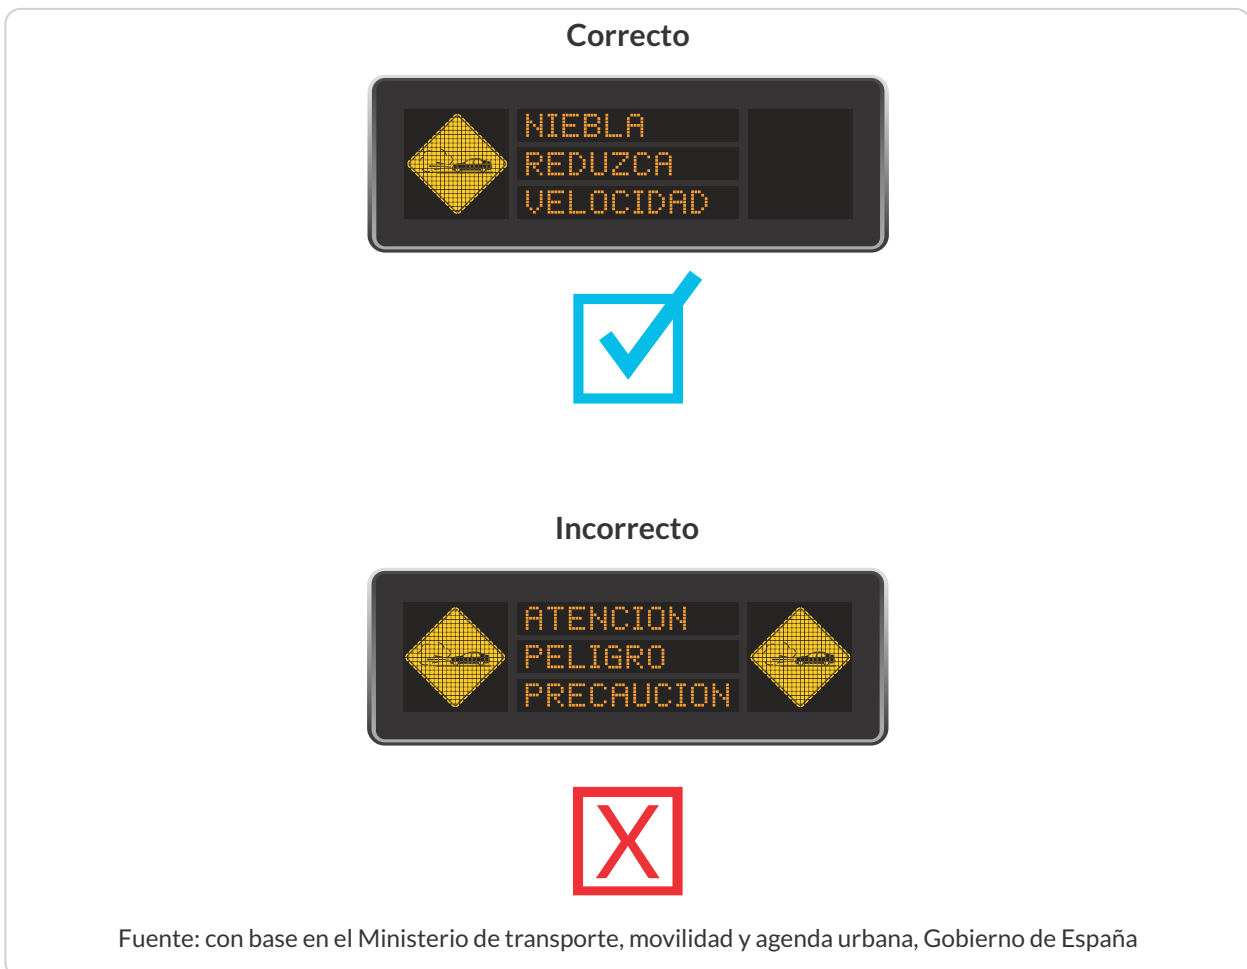 Correcto
NIEBLA
REDUZCA
VELOCIDAD
Incorrecto
ATENCION
PELIGRO
PRECAUCION
X
Fuente: con base en el Ministerio de transporte, movilidad y agenda urbana, Gobierno de España